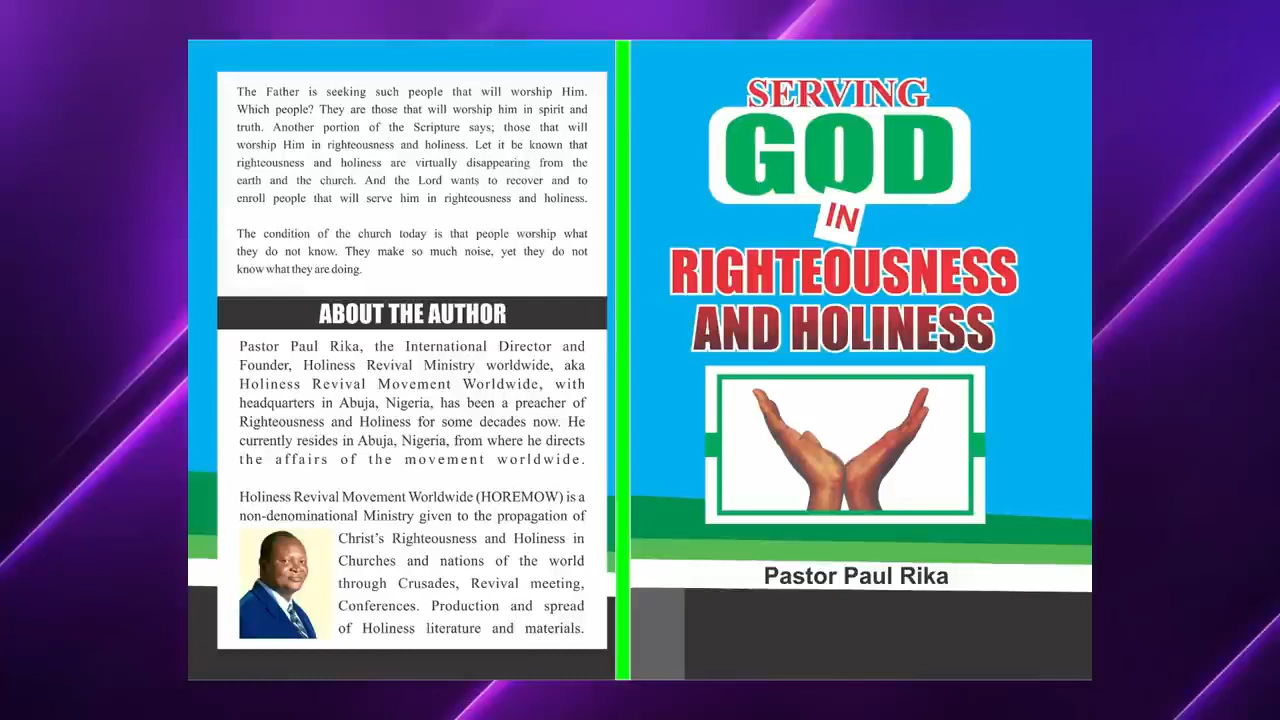 The Father is seeking such people that will worship Him.
Which people? They are those that will worship him in spirit and
truth. Another portion of the Scripture says; those that will
worship Him in righteousness and holiness. Let it be known that
righteousness and holiness are virtually disappearing from the
earth and the church. And the Lord wants to recover and to
enroll people that will serve him in righteousness and holiness.
The condition of the church today is that people worship what
they do not know. They make so much noise, yet they do not
know what they are doing.
ABOUT THE AUTHOR
Pastor Paul Rika, the International Director and
Founder, Holiness Revival Ministry worldwide, aka
Holiness Revival Movement Worldwide, with
headquarters in Abuja, Nigeria, has been a preacher of
Righteousness and Holiness for some decades now. He
currently resides in Abuja, Nigeria, from where he directs
the affairs of the movement worldwide.
Holiness Revival Movement Worldwide (HOREMOW) is a
non-denominational Ministry given to the propagation of
Christ's Righteousness and Holiness in
Churches and nations of the world
through Crusades, Revival meeting,
Conferences. Production and spread
of Holiness literature and materials.
SERVING
GOD
IN
RIGHTEOUSNESS
AND HOLINESS
Pastor Paul Rika